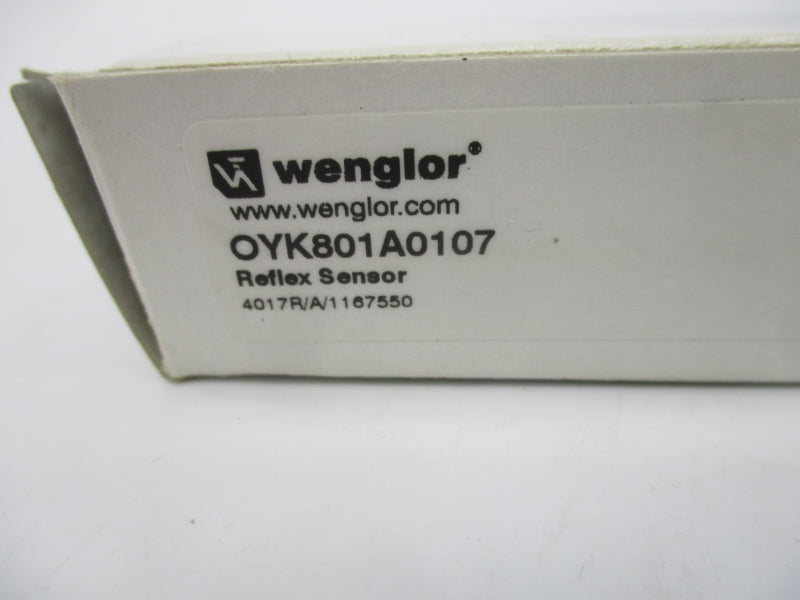 wenglor®
www.wenglor.com
OYK801A0107
Reflex Sensor
4017R/A/1167550